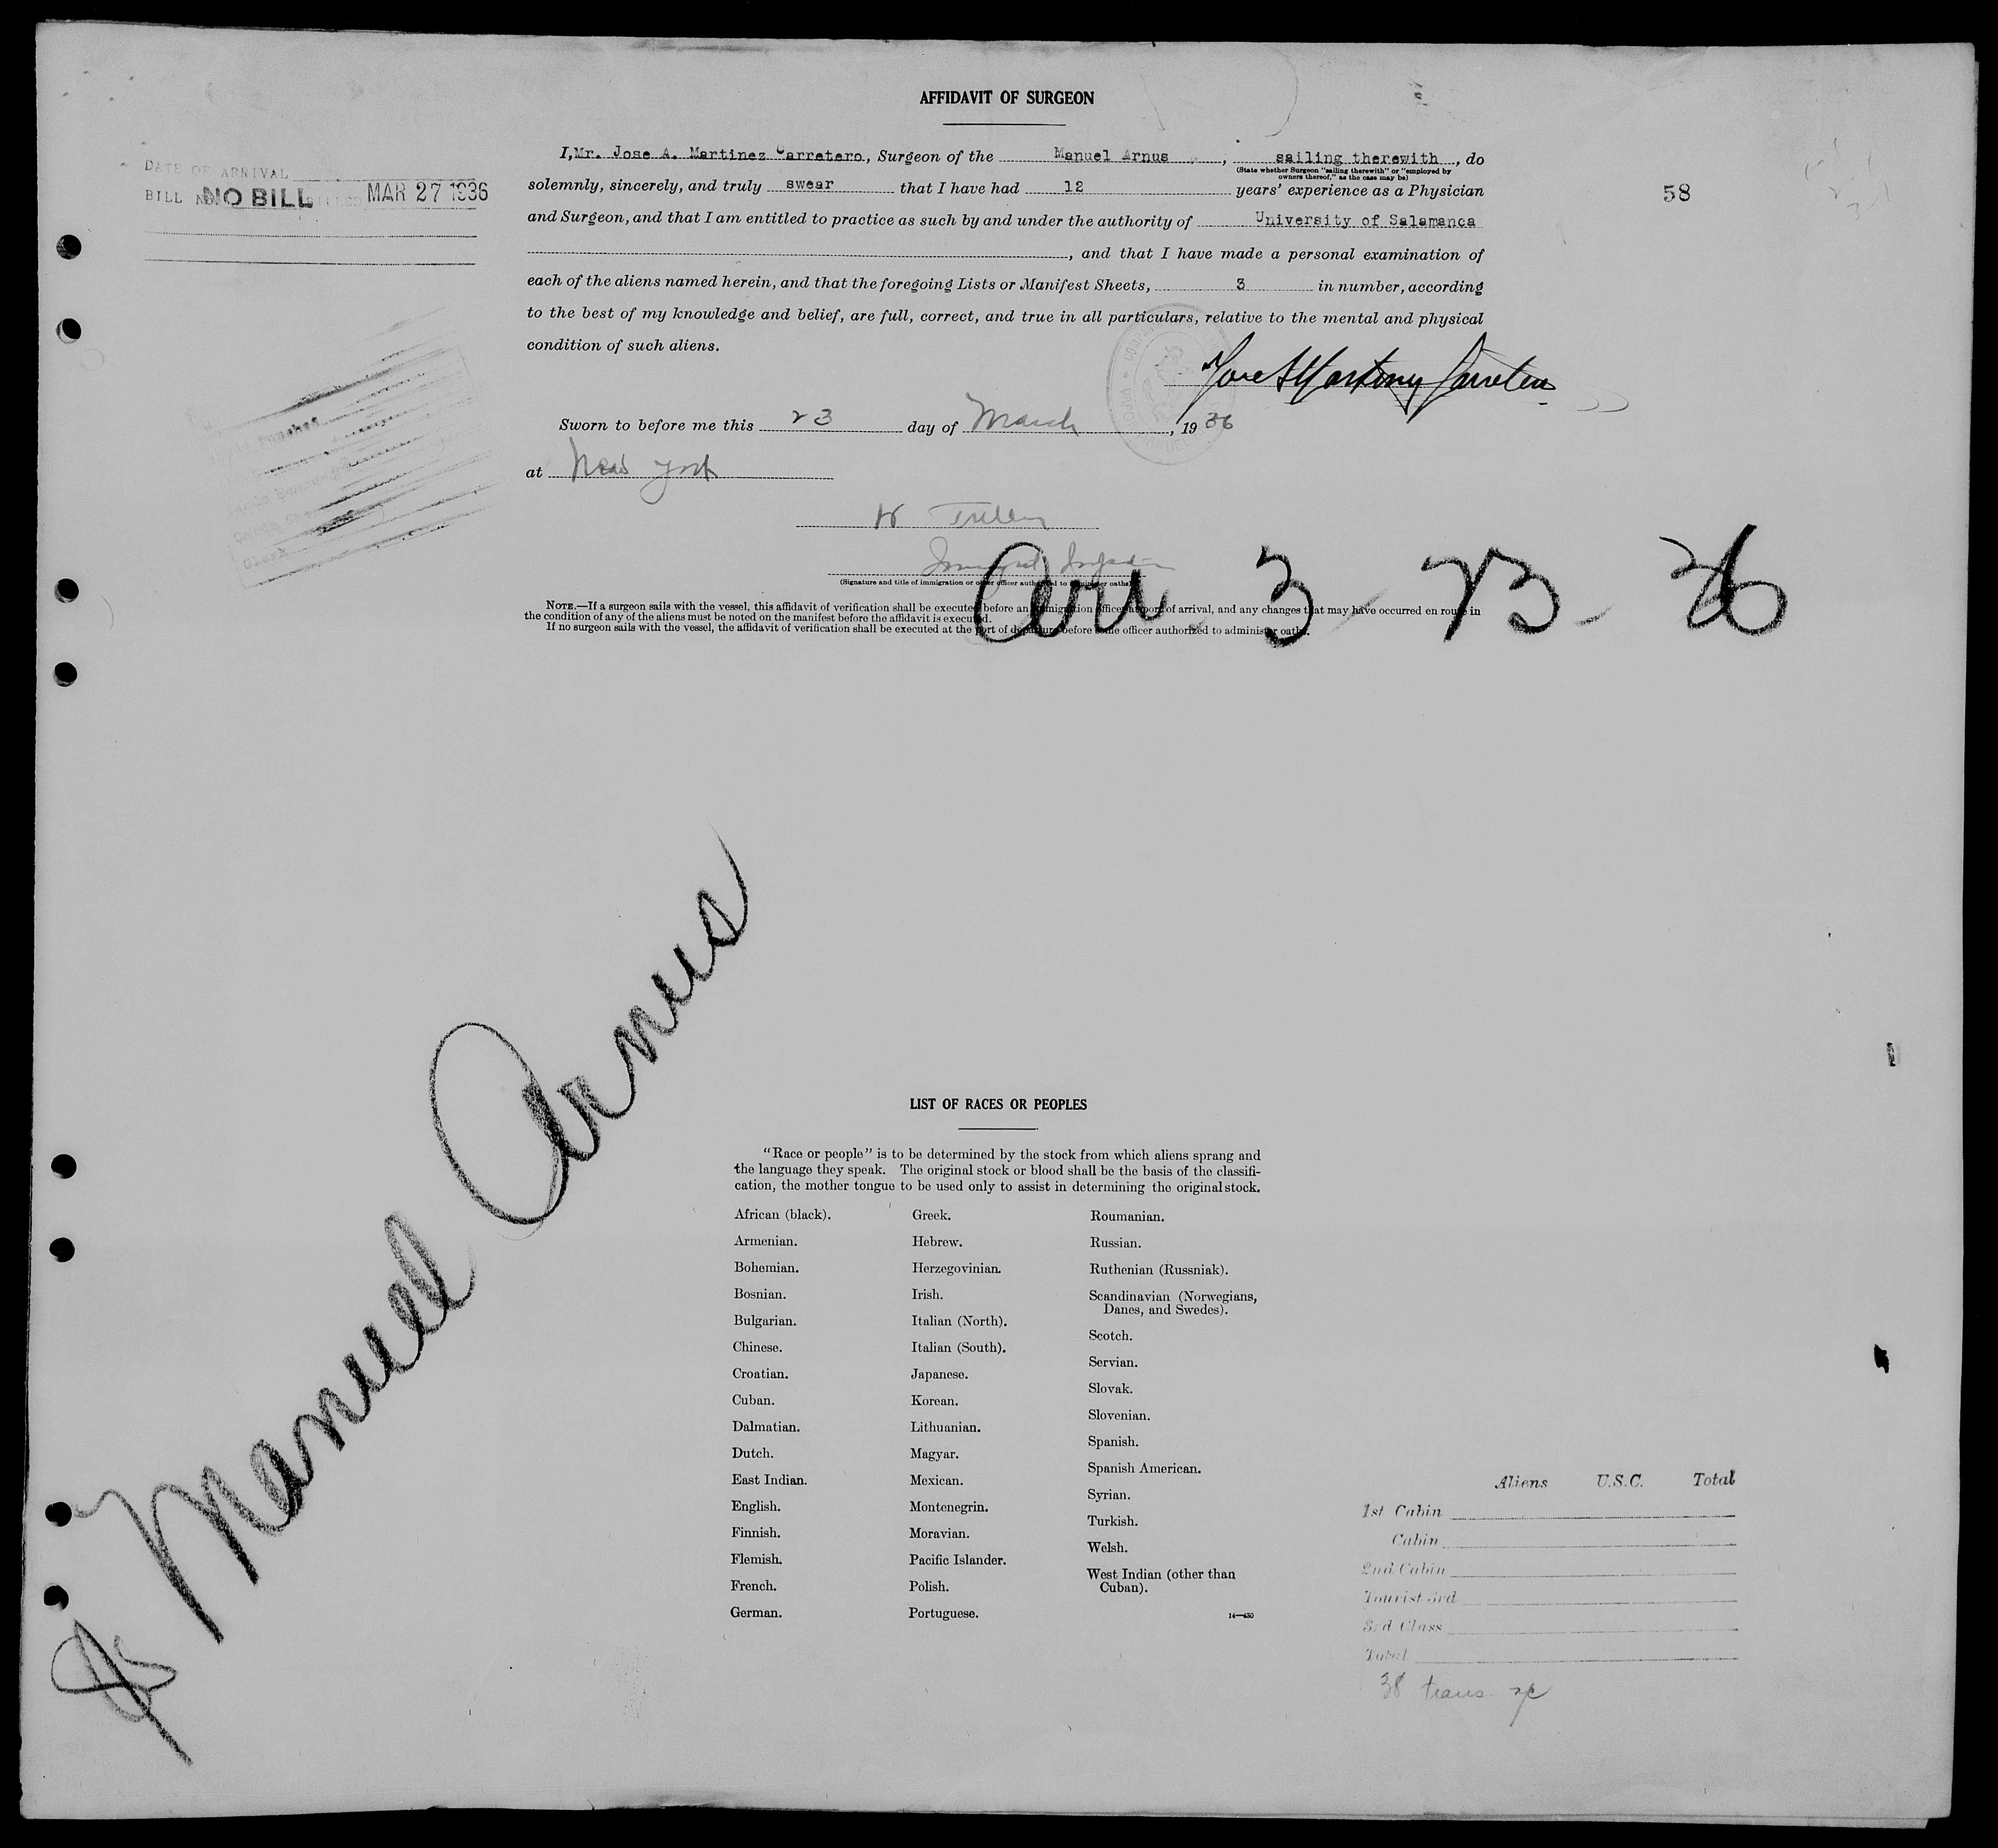 AFFIDAVIT OF SURGEON
I, Mr. Jose A. Martinez Carretero, Surgeon of the Manuel Arnus, sailing therewith, do
(State whether Surgeon "sailing therewith" or "employed by
owners thereof," as the case may be)
solemnly, sincerely, and truly swear that I have had 12 years' experience as a Physician
and Surgeon, and that I am entitled to practice as such by and under the authority of University of Salamanca
, and that I have made a personal examination of
each of the aliens named herein, and that the foregoing Lists or Manifest Sheets, 3 in number, according
to the best of my knowledge and belief, are full, correct, and true in all particulars, relative to the mental and physical
condition of such aliens.
DATE OF ARRIVAL
BILL NO. NO BILL BILLED MAR 27 1936
58
Jose A Martinez Carretero
Sworn to before me this 23 day of March, 1936
at New York
(Signature and title of immigration or other officer authorized to administer oaths)
Arr 3 - 23 - 36
NOTE.—If a surgeon sails with the vessel, this affidavit of verification shall be executed before an immigration officer at port of arrival, and any changes that may have occurred en route in
the condition of any of the aliens must be noted on the manifest before the affidavit is executed.
If no surgeon sails with the vessel, the affidavit of verification shall be executed at the port of departure before some officer authorized to administer oaths.
SS Manuel Arnus
LIST OF RACES OR PEOPLES
"Race or people" is to be determined by the stock from which aliens sprang and
the language they speak. The original stock or blood shall be the basis of the classifi-
cation, the mother tongue to be used only to assist in determining the original stock.
African (black).
Armenian.
Bohemian.
Bosnian.
Bulgarian.
Chinese.
Croatian.
Cuban.
Dalmatian.
Dutch.
East Indian.
English.
Finnish.
Flemish.
French.
German.
Greek.
Hebrew.
Herzegovinian.
Irish.
Italian (North).
Italian (South).
Japanese.
Korean.
Lithuanian.
Magyar.
Mexican.
Montenegrin.
Moravian.
Pacific Islander.
Polish.
Portuguese.
Roumanian.
Russian.
Ruthenian (Russniak).
Scandinavian (Norwegians,
Danes, and Swedes).
Scotch.
Servian.
Slovak.
Slovenian.
Spanish.
Spanish American.
Syrian.
Turkish.
Welsh.
West Indian (other than
Cuban).
14—430
Aliens U.S.C. Total
1st Cabin
Cabin
2nd Cabin
Tourist 3rd
3rd Class
Total
38 trans